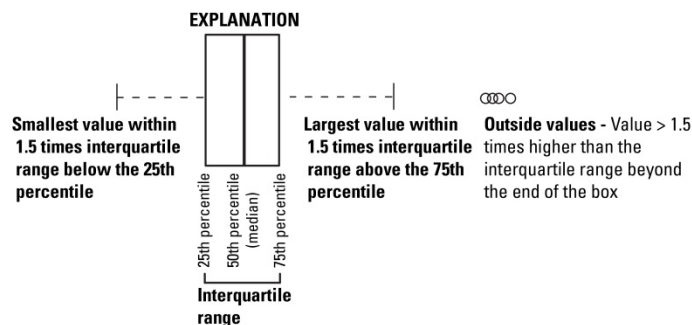 EXPLANATION
Smallest value within
1.5 times interquartile
range below the 25th
percentile
Largest value within
1.5 times interquartile
range above the 75th
percentile
Outside values - Value > 1.5
times higher than the
interquartile range beyond
the end of the box
25th percentile
50th percentile
(median)
75th percentile
Interquartile
range